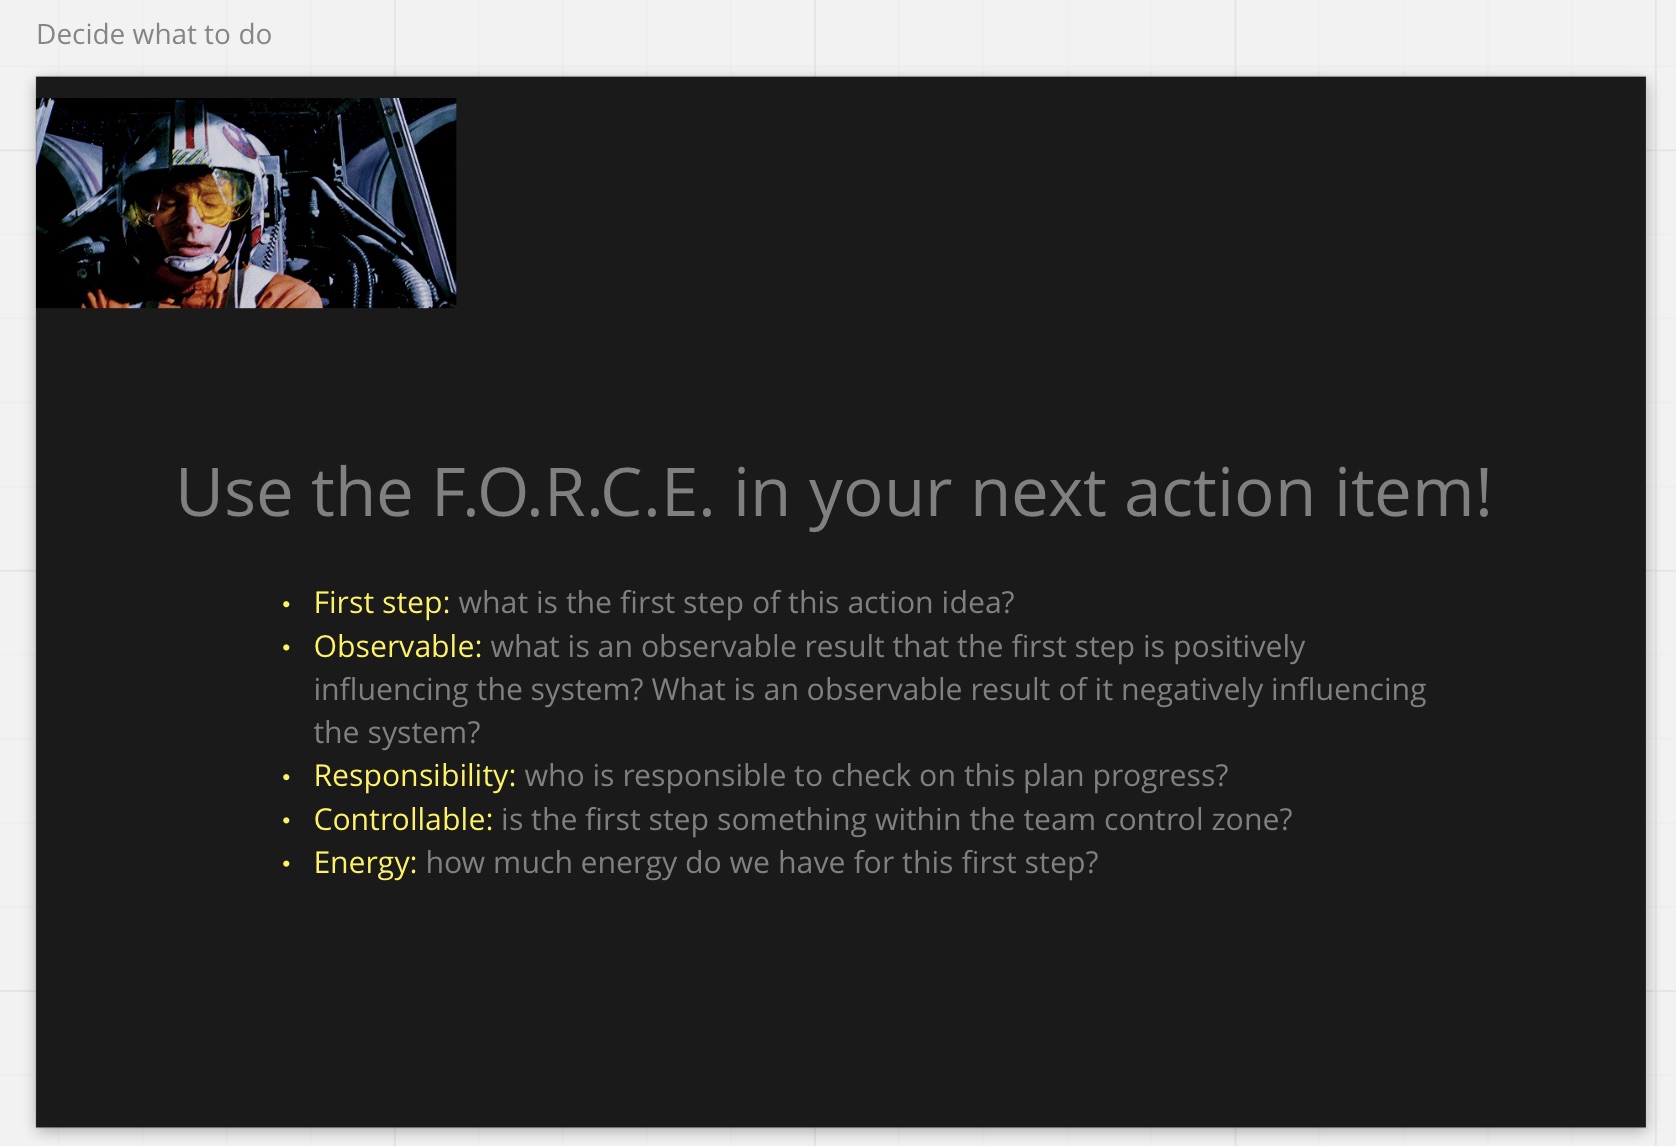 Decide what to do
Use the F.O.R.C.E. in your next action item!
• First step: what is the first step of this action idea?
• Observable: what is an observable result that the first step is positively
influencing the system? What is an observable result of it negatively influencing
the system?
• Responsibility: who is responsible to check on this plan progress?
• Controllable: is the first step something within the team control zone?
• Energy: how much energy do we have for this first step?